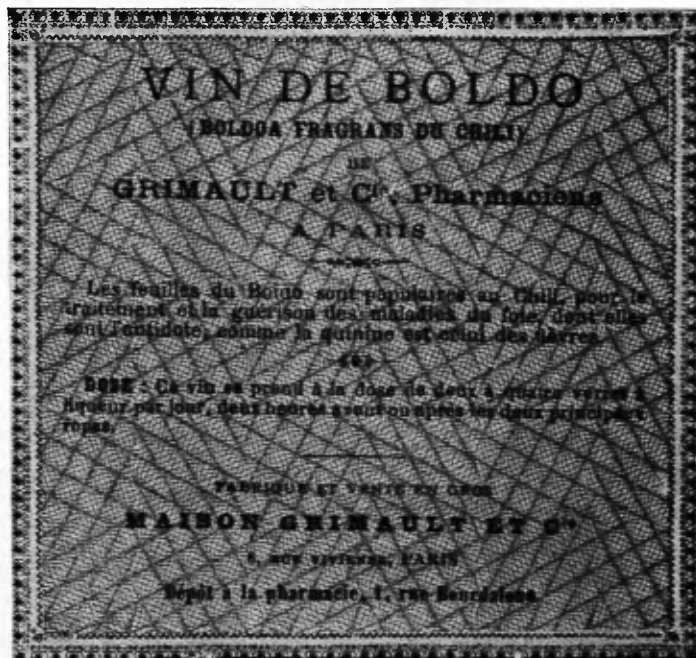 VIN DE BOLDO
(BOLDOA FRAGRANS DU CHILI)
DE
GRIMAULT et Cie, Pharmaciens
A PARIS
Les feuilles du Boldo sont populaires au Chili, pour le
traitement et la guérison des maladies du foie, dont elles
sont l'antidote, comme la quinine est celui des fièvres.
DOSE : Ce vin se prend à la dose de deux à quatre verres à
liqueur par jour, deux heures avant ou après les deux principaux
repas.
FABRIQUE ET VENTE EN GROS
MAISON GRIMAULT ET Cie
8, RUE VIVIENNE, PARIS
Dépôt à la pharmacie, 1, rue Bourdaloue